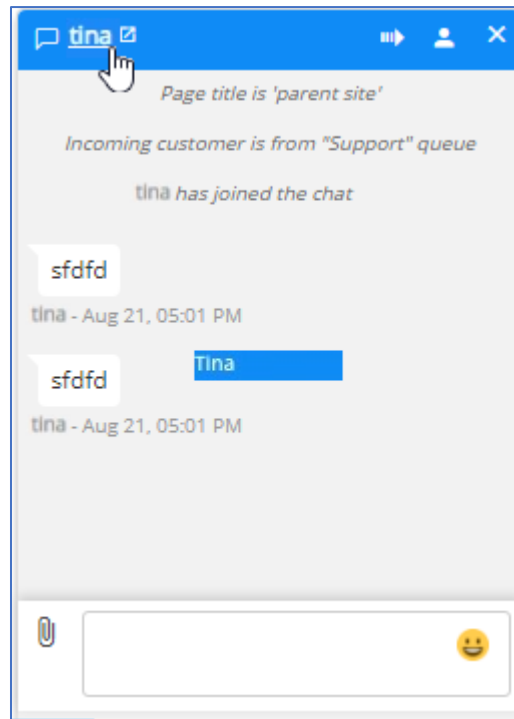 tina
Page title is 'parent site'
Incoming customer is from "Support" queue
tina has joined the chat
sfdfd
tina - Aug 21, 05:01 PM
Tina
sfdfd
tina - Aug 21, 05:01 PM